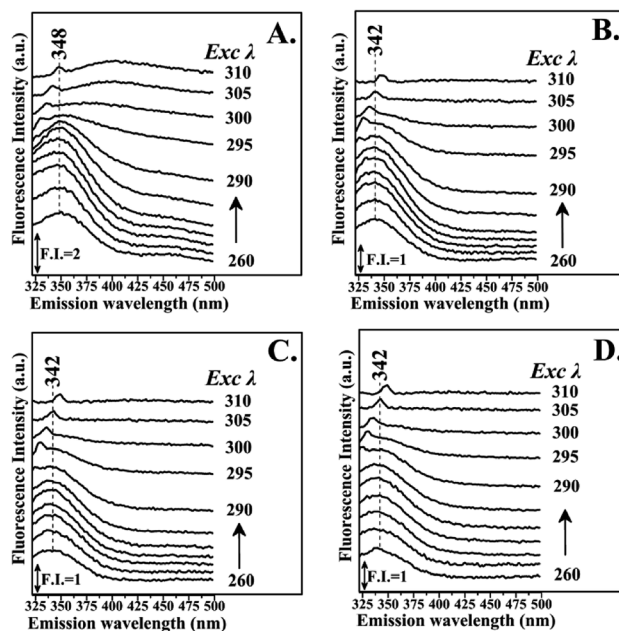 A.
348
Exc λ
310
305
300
295
290
260
F.I.=2
325 350 375 400 425 450 475 500
Emission wavelength (nm)
Fluorescence Intensity (a.u.)
B.
342
Exc λ
310
305
300
295
290
260
F.I.=1
325 350 375 400 425 450 475 500
Emission wavelength (nm)
Fluorescence Intensity (a.u.)
C.
342
Exc λ
310
305
300
295
290
260
F.I.=1
325 350 375 400 425 450 475 500
Emission wavelength (nm)
Fluorescence Intensity (a.u.)
D.
342
Exc λ
310
305
300
295
290
260
F.I.=1
325 350 375 400 425 450 475 500
Emission wavelength (nm)
Fluorescence Intensity (a.u.)